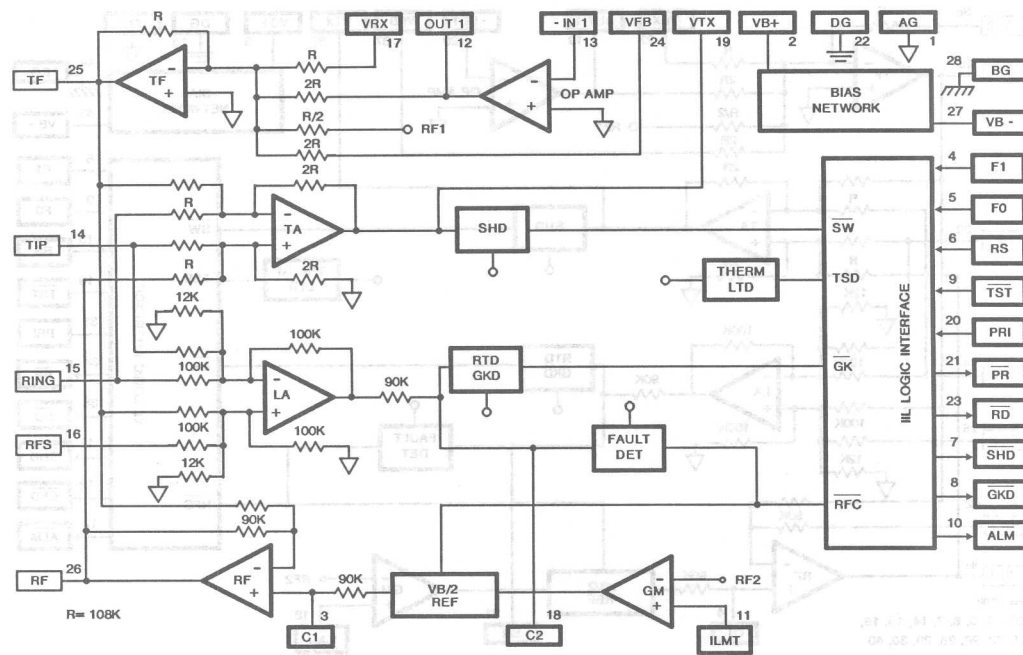 VRX
OUT 1
- IN 1
VFB
VTX
VB+
DG
AG
17
12
13
24
19
2
22
1
R
TF
25
TF
-
+
R
2R
R/2
RF1
2R
-
+
OP AMP
BIAS
NETWORK
28
BG
27
VB -
2R
R
R
-
TA
+
2R
TIP
14
SHD
THERM
LTD
12K
100K
100K
RING
15
100K
-
LA
+
100K
90K
RTD
GKD
FAULT
DET
RFS
16
12K
90K
RF
26
RF
-
+
90K
VB/2
REF
GM
-
+
RF2
3
C1
18
C2
11
ILMT
R= 108K
SW
TSD
GK
RFC
IIL LOGIC INTERFACE
4
F1
5
F0
6
RS
9
TST
20
PRI
21
PR
23
RD
7
SHD
8
GKD
10
ALM